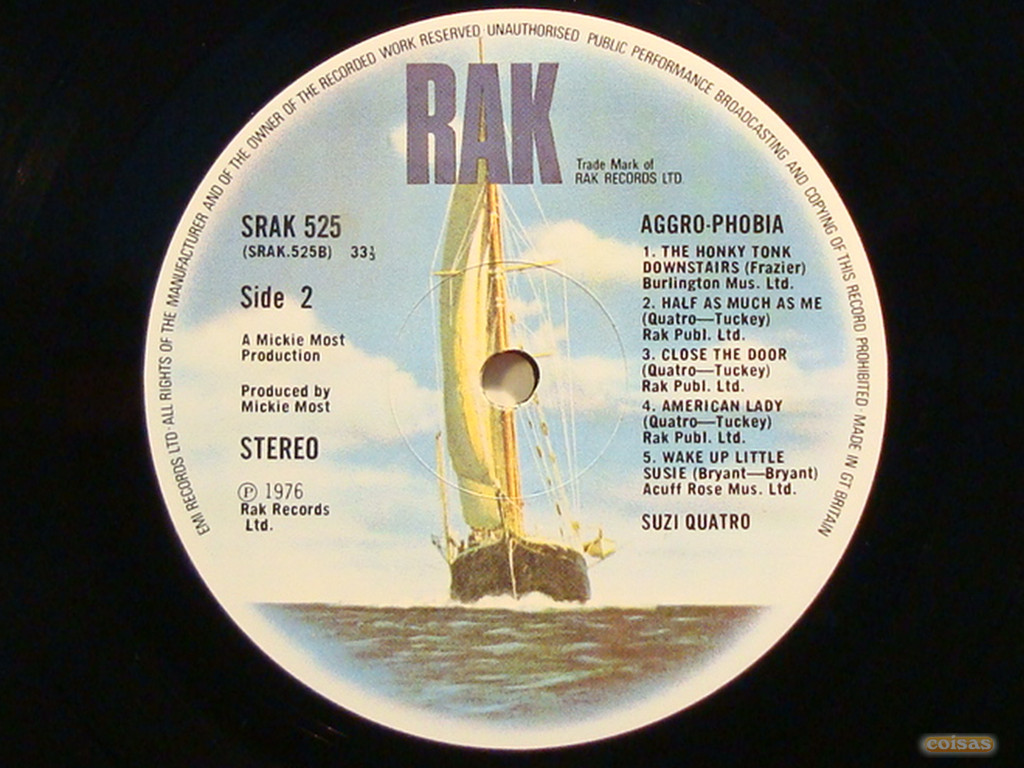 EMI RECORDS LTD · ALL RIGHTS OF THE MANUFACTURER AND OF THE OWNER OF THE RECORDED WORK RESERVED UNAUTHORISED PUBLIC PERFORMANCE BROADCASTING AND COPYING OF THIS RECORD PROHIBITED · MADE IN GT BRITAIN
RAK
Trade Mark of
RAK RECORDS LTD
SRAK 525
(SRAK.525B) 33⅓
Side 2
A Mickie Most
Production
Produced by
Mickie Most
STEREO
Ⓟ 1976
Rak Records
Ltd.
AGGRO-PHOBIA
1. THE HONKY TONK
DOWNSTAIRS (Frazier)
Burlington Mus. Ltd.
2. HALF AS MUCH AS ME
(Quatro—Tuckey)
Rak Publ. Ltd.
3. CLOSE THE DOOR
(Quatro—Tuckey)
Rak Publ. Ltd.
4. AMERICAN LADY
(Quatro—Tuckey)
Rak Publ. Ltd.
5. WAKE UP LITTLE
SUSIE (Bryant—Bryant)
Acuff Rose Mus. Ltd.
SUZI QUATRO
coisas